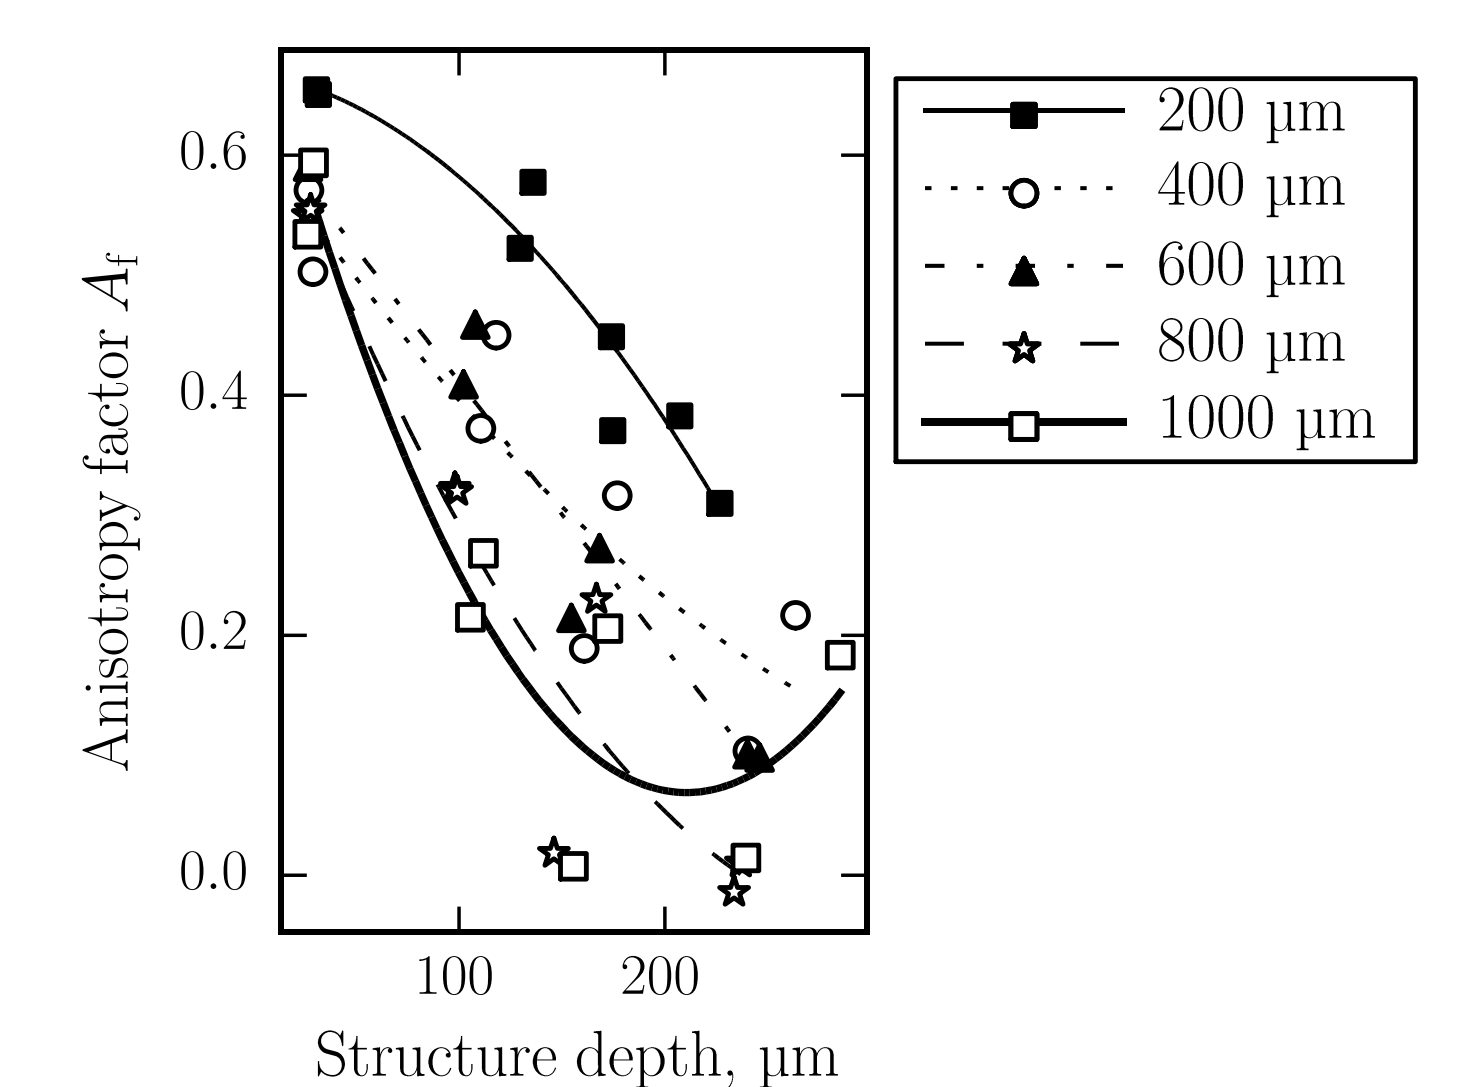 0.6
0.4
0.2
0.0
100 200
Structure depth, µm
Anisotropy factor Af
200 µm
400 µm
600 µm
800 µm
1000 µm